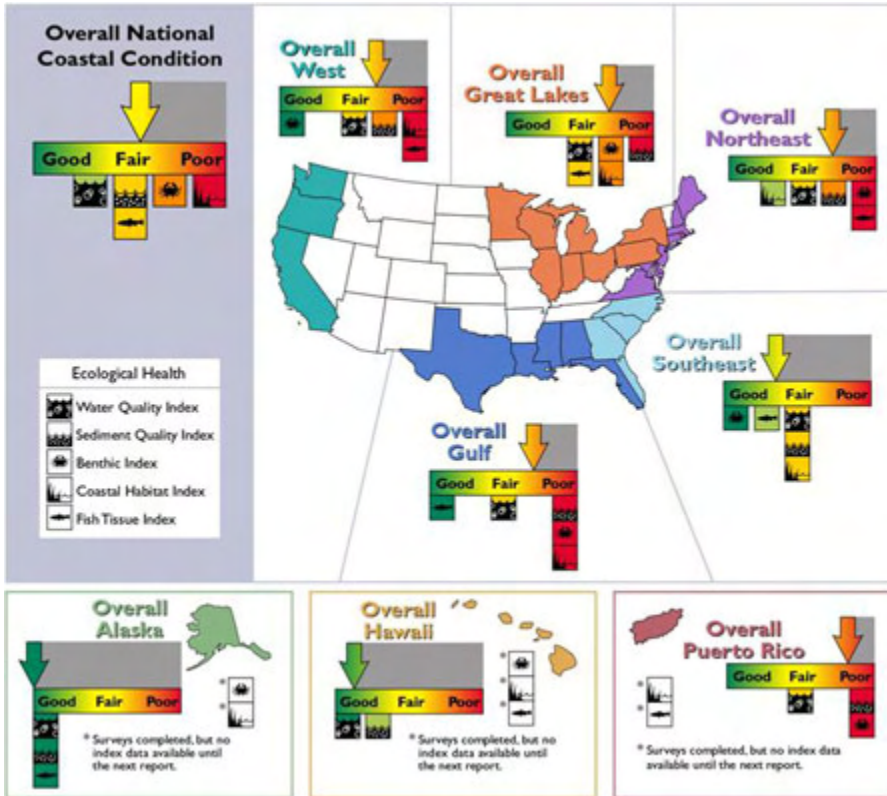 Overall National
Coastal Condition
Good Fair Poor
Ecological Health
Water Quality Index
Sediment Quality Index
Benthic Index
Coastal Habitat Index
Fish Tissue Index
Overall
West
Good Fair Poor
Overall
Great Lakes
Good Fair Poor
Overall
Northeast
Good Fair Poor
Overall
Southeast
Good Fair Poor
Overall
Gulf
Good Fair Poor
Overall
Alaska
Good Fair Poor
*
*
* Surveys completed, but no
index data available until
the next report.
Overall
Hawaii
Good Fair Poor
*
*
*
* Surveys completed, but no
index data available until
the next report.
Overall
Puerto Rico
Good Fair Poor
*
*
* Surveys completed, but no index data
available until the next report.